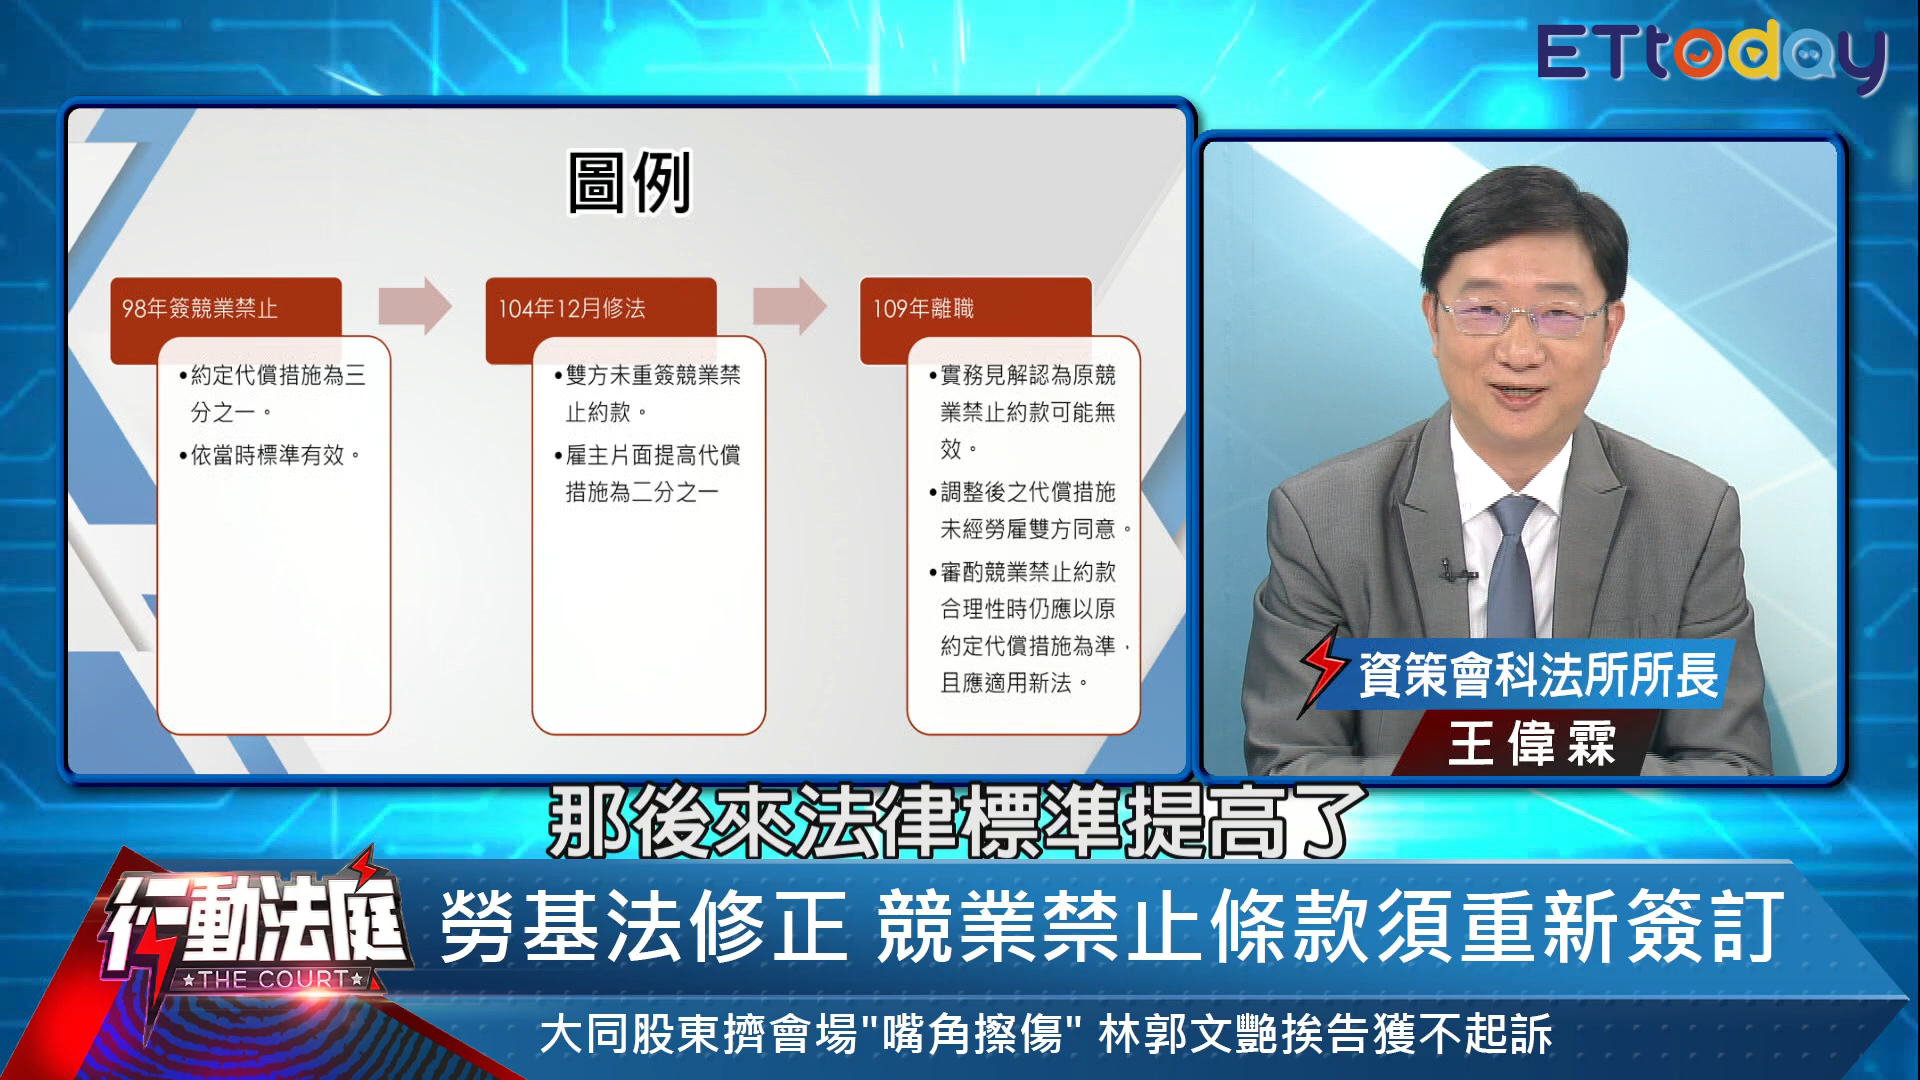 ETtoday
圖例
98年簽競業禁止
•約定代償措施為三
分之一。
•依當時標準有效。
104年12月修法
•雙方未重簽競業禁
止約款。
•雇主片面提高代償
措施為二分之一
109年離職
•實務見解認為原競
業禁止約款可能無
效。
•調整後之代償措施
未經勞雇雙方同意。
•審酌競業禁止約款
合理性時仍應以原
約定代償措施為準，
且應適用新法。
資策會科法所所長
王偉霖
那後來法律標準提高了
行動法庭
THE COURT
勞基法修正 競業禁止條款須重新簽訂
大同股東擠會場"嘴角擦傷" 林郭文艷挨告獲不起訴